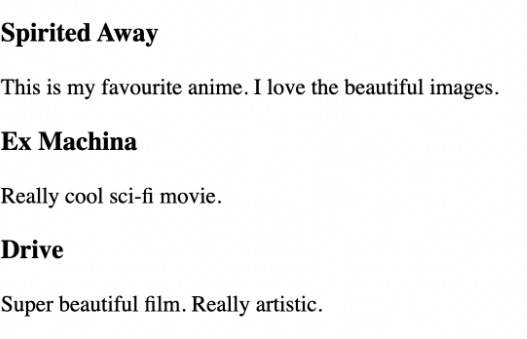 Spirited Away
This is my favourite anime. I love the beautiful images.
Ex Machina
Really cool sci-fi movie.
Drive
Super beautiful film. Really artistic.